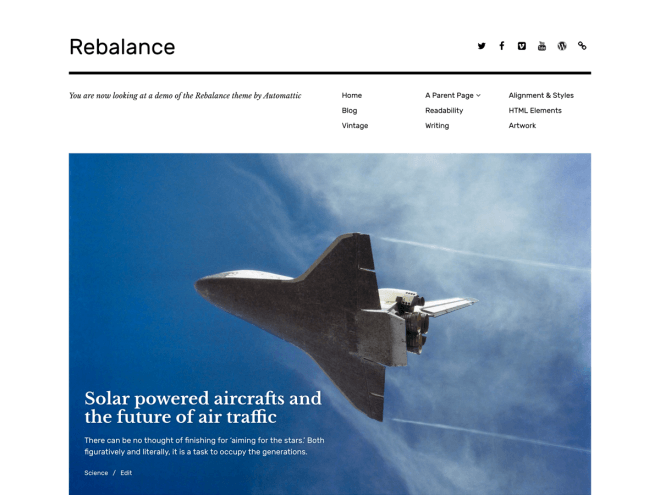 Rebalance
You are now looking at a demo of the Rebalance theme by Automattic
Home
Blog
Vintage
A Parent Page
Readability
Writing
Alignment & Styles
HTML Elements
Artwork
Solar powered aircrafts and
the future of air traffic
There can be no thought of finishing for ‘aiming for the stars.’ Both
figuratively and literally, it is a task to occupy the generations.
Science / Edit